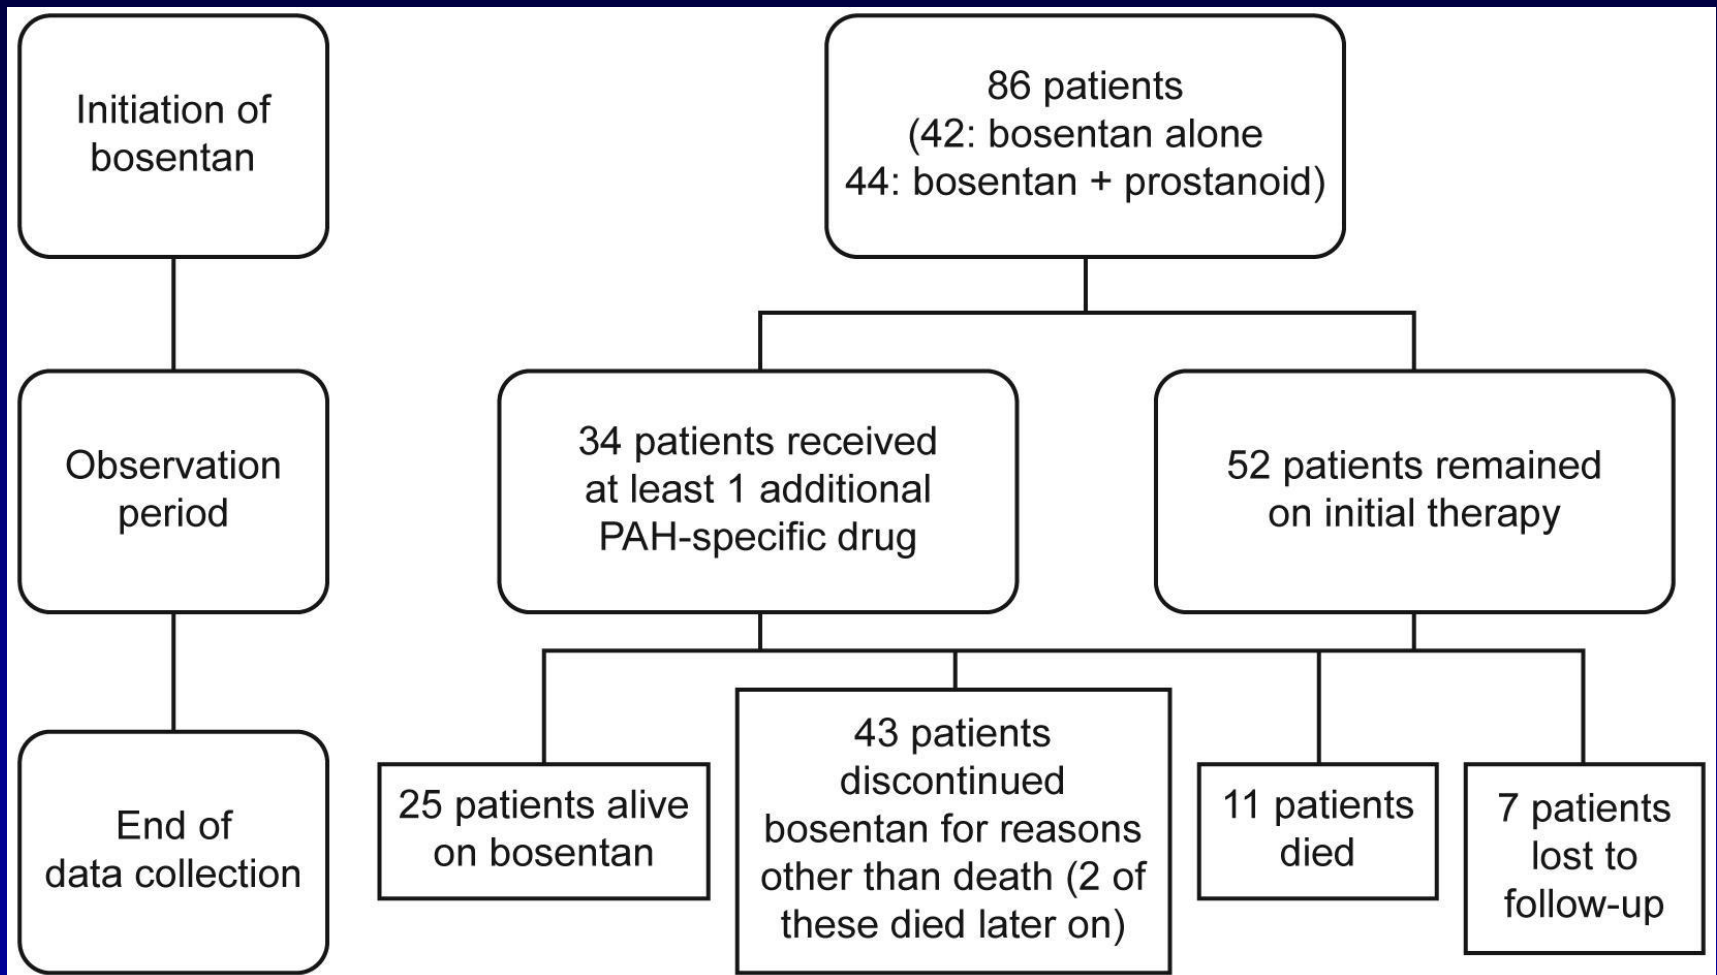 Initiation of
bosentan
86 patients
(42: bosentan alone
44: bosentan + prostanoid)
Observation
period
34 patients received
at least 1 additional
PAH-specific drug
52 patients remained
on initial therapy
End of
data collection
25 patients alive
on bosentan
43 patients
discontinued
bosentan for reasons
other than death (2 of
these died later on)
11 patients
died
7 patients
lost to
follow-up